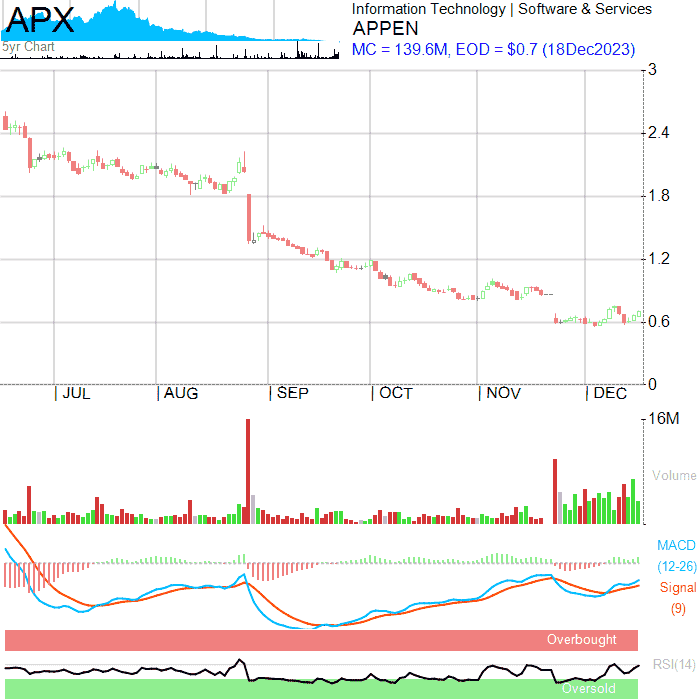 APX
5yr Chart
Information Technology | Software & Services
APPEN
MC = 139.6M, EOD = $0.7 (18Dec2023)
3
2.4
1.8
1.2
0.6
0
| JUL | AUG | SEP | OCT | NOV | DEC
16M
Volume
MACD
(12-26)
Signal
(9)
Overbought
RSI(14)
Oversold